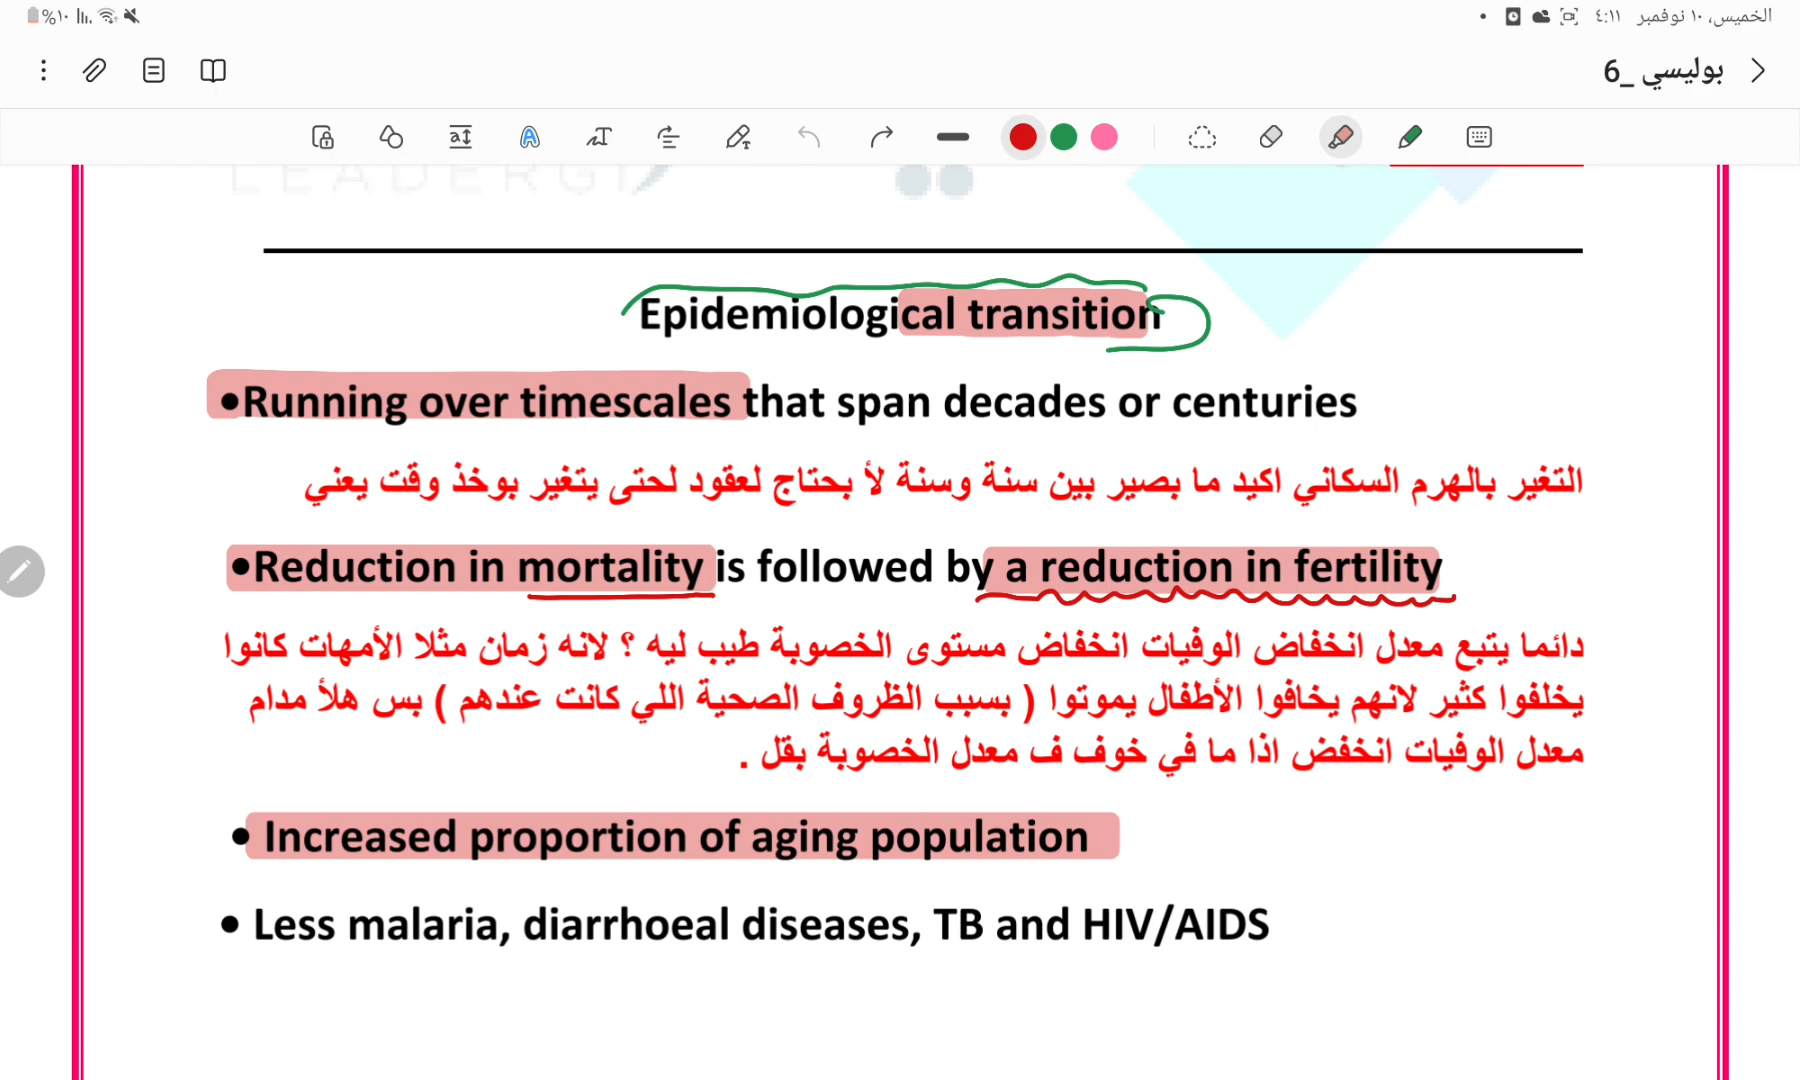 ١٠%
الخميس، ١٠ نوفمبر ٤:١١
بوليسي _6
LEADERGI
Epidemiological transition
•Running over timescales that span decades or centuries
التغير بالهرم السكاني اكيد ما بصير بين سنة وسنة لأ بحتاج لعقود لحتى يتغير بوخذ وقت يعني
•Reduction in mortality is followed by a reduction in fertility
دائما يتبع معدل انخفاض الوفيات انخفاض مستوى الخصوبة طيب ليه ؟ لانه زمان مثلا الأمهات كانوا
يخلفوا كثير لانهم يخافوا الأطفال يموتوا ( بسبب الظروف الصحية اللي كانت عندهم ) بس هلأ مدام
معدل الوفيات انخفض اذا ما في خوف ف معدل الخصوبة بقل .
• Increased proportion of aging population
• Less malaria, diarrhoeal diseases, TB and HIV/AIDS